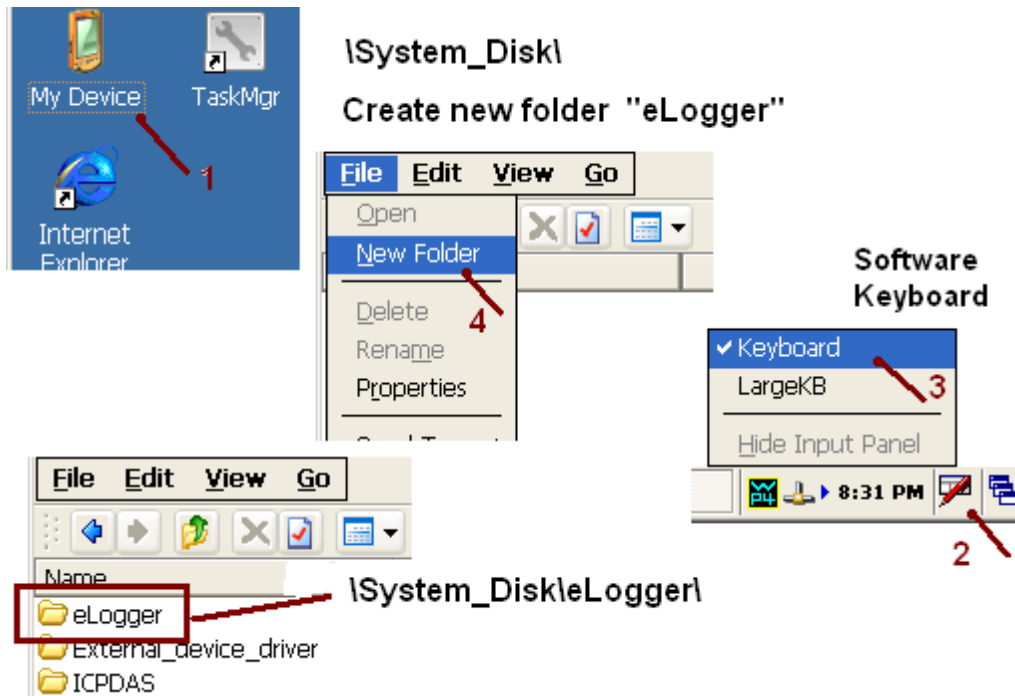 My Device
TaskMgr
1
Internet
Explorer
\System_Disk\
Create new folder "eLogger"
File Edit View Go
Open
New Folder
4
Delete
Rename
Properties
Software
Keyboard
Keyboard
3
LargeKB
Hide Input Panel
P4
8:31 PM
2
File Edit View Go
Name
eLogger
\System_Disk\eLogger\
External_device_driver
ICPDAS